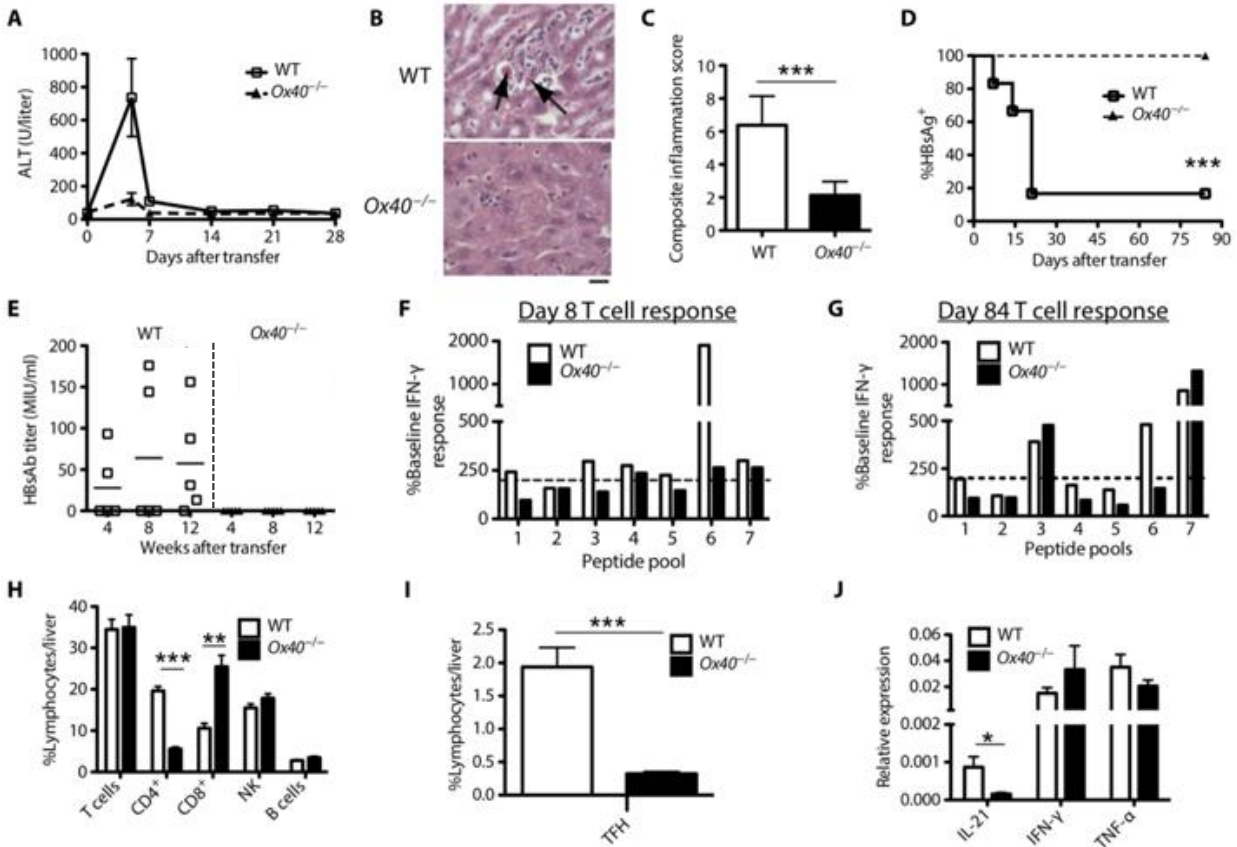 A
ALT (U/liter)
1000
800
600
400
200
0
WT
Ox40−/−
0 7 14 21 28
Days after transfer
B
WT
Ox40−/−
C
Composite inflammation score
10
8
6
4
2
0
***
WT Ox40−/−
D
%HBsAg+
100
80
60
40
20
0
WT
Ox40−/−
***
0 15 30 45 60 75 90
Days after transfer
E
WT Ox40−/−
HBsAb titer (MIU/ml)
200
150
100
50
0
4 8 12 4 8 12
Weeks after transfer
F
Day 8 T cell response
%Baseline IFN-γ
response
2000
1000
500
250
0
WT
Ox40−/−
1 2 3 4 5 6 7
Peptide pool
G
Day 84 T cell response
%Baseline IFN-γ
response
2000
1000
500
250
0
WT
Ox40−/−
1 2 3 4 5 6 7
Peptide pools
H
%Lymphocytes/liver
40
30
20
10
0
WT
Ox40−/−
***
**
T cells CD4+ CD8+ NK B cells
I
%Lymphocytes/liver
2.5
2.0
1.5
1.0
0.5
0.0
***
WT
Ox40−/−
TFH
J
Relative expression
0.06
0.04
0.02
0.002
0.001
0.000
WT
Ox40−/−
*
IL-21 IFN-γ TNF-α